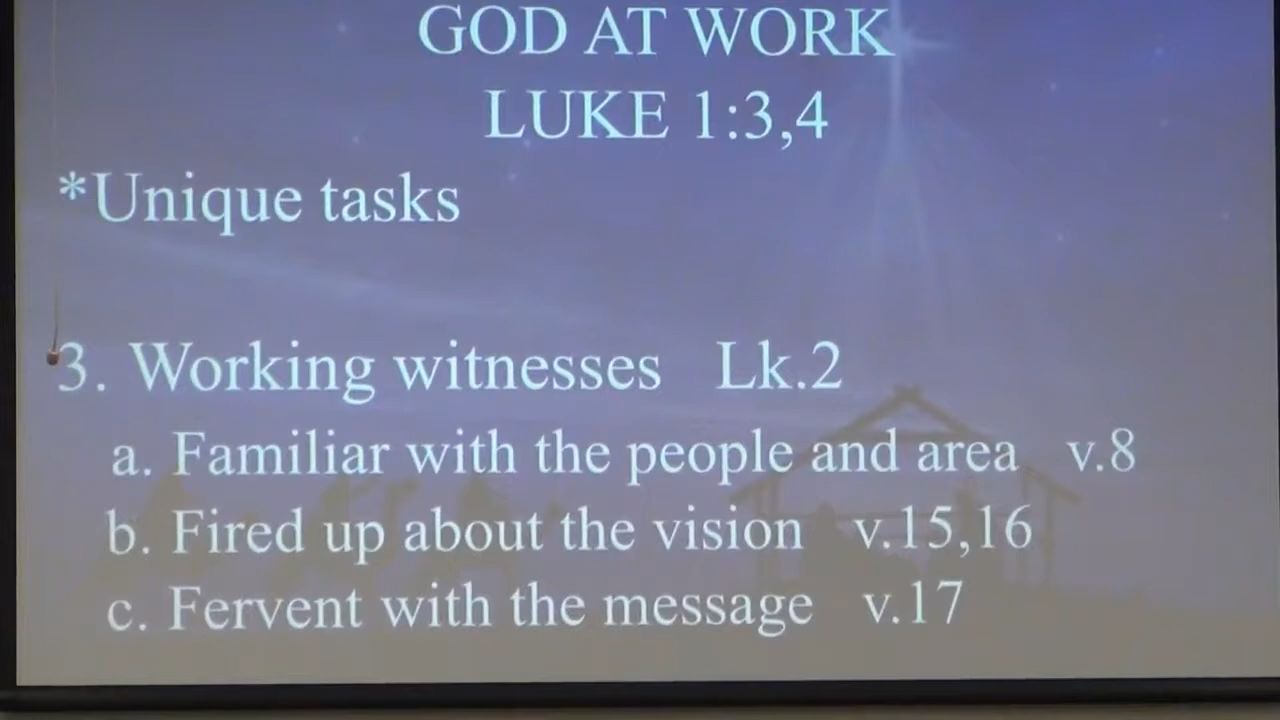 GOD AT WORK
LUKE 1:3,4
*Unique tasks
3. Working witnesses Lk.2
a. Familiar with the people and area v.8
b. Fired up about the vision v.15,16
c. Fervent with the message v.17